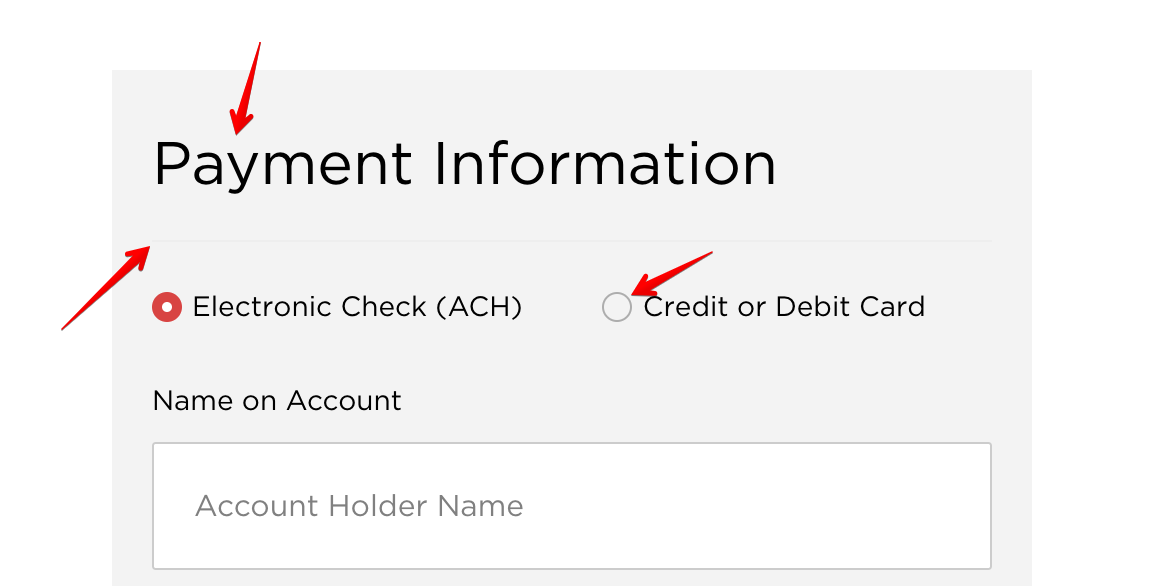 Payment Information
Electronic Check (ACH)
Credit or Debit Card
Name on Account
Account Holder Name